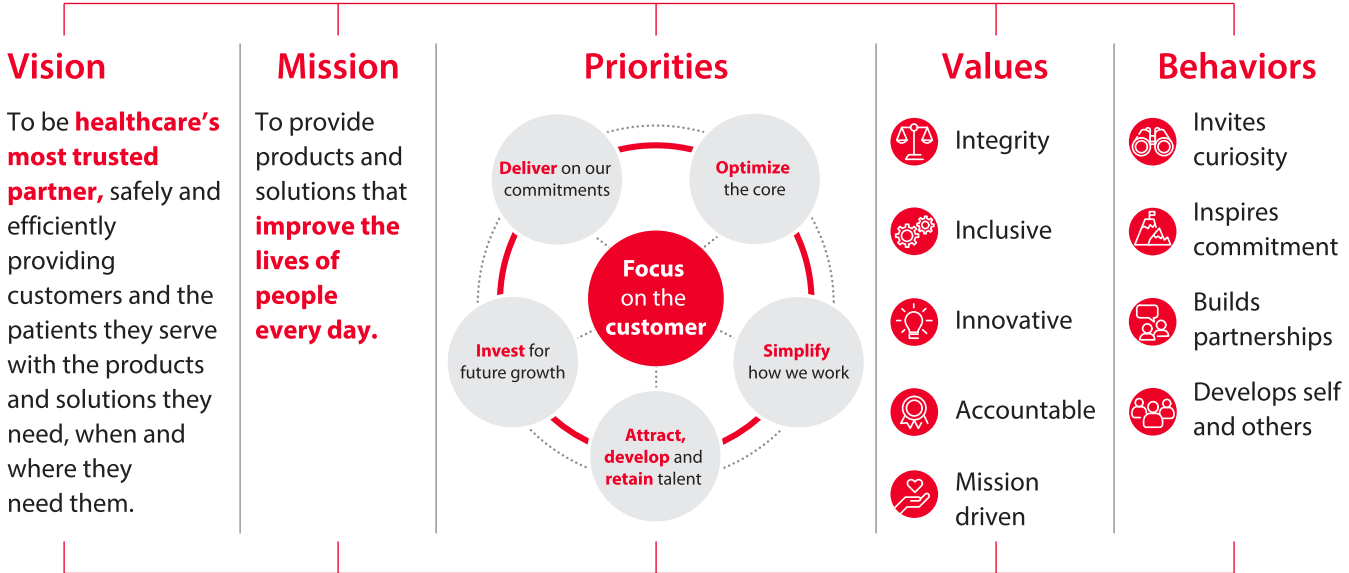 Vision
To be healthcare's
most trusted
partner, safely and
efficiently
providing
customers and the
patients they serve
with the products
and solutions they
need, when and
where they
need them.
Mission
To provide
products and
solutions that
improve the
lives of
people
every day.
Priorities
Deliver on our
commitments
Optimize
the core
Focus
on the
customer
Invest for
future growth
Simplify
how we work
Attract,
develop and
retain talent
Values
Integrity
Inclusive
Innovative
Accountable
Mission
driven
Behaviors
Invites
curiosity
Inspires
commitment
Builds
partnerships
Develops self
and others